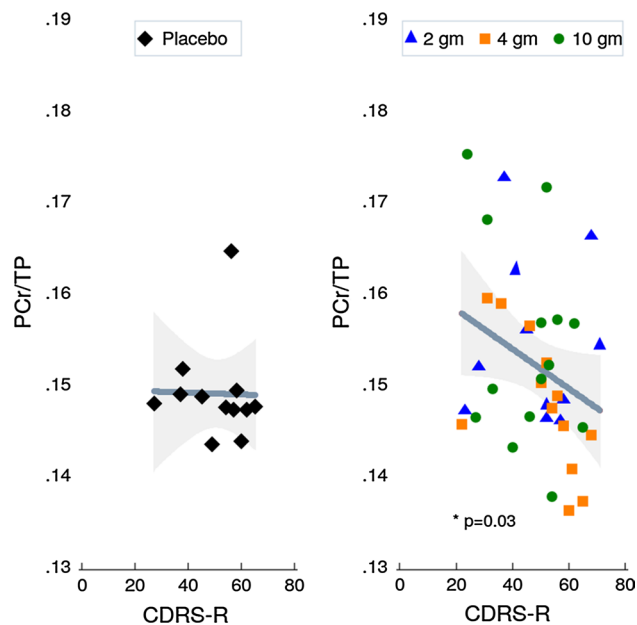 Placebo
.19
.18
.17
.16
.15
.14
.13
PCr/TP
0 20 40 60 80
CDRS-R
2 gm 4 gm 10 gm
.19
.18
.17
.16
.15
.14
.13
PCr/TP
* p=0.03
0 20 40 60 80
CDRS-R